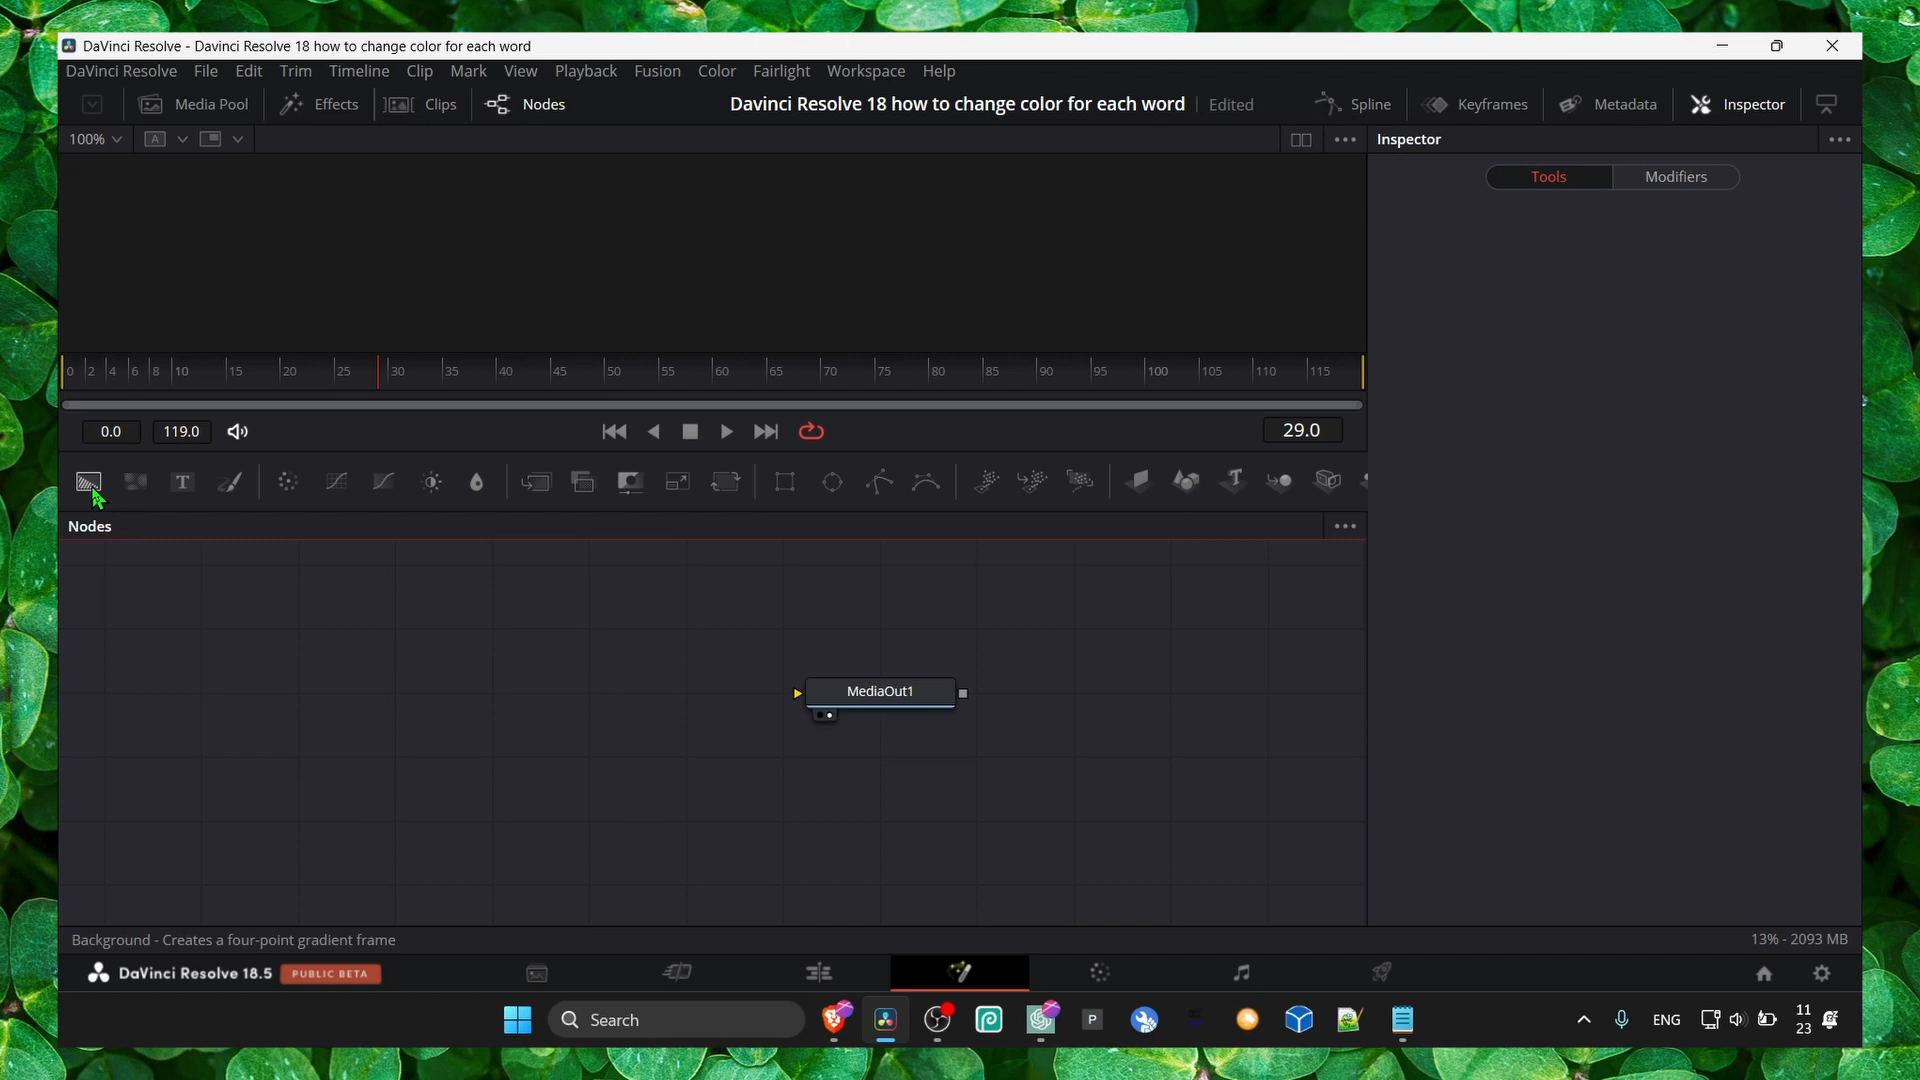 DaVinci Resolve - Davinci Resolve 18 how to change color for each word
DaVinci Resolve File Edit Trim Timeline Clip Mark View Playback Fusion Color Fairlight Workspace Help
Media Pool Effects Clips Nodes Davinci Resolve 18 how to change color for each word Edited Spline Keyframes Metadata Inspector
100% A Inspector
Tools Modifiers
0 2 4 6 8 10 15 20 25 30 35 40 45 50 55 60 65 70 75 80 85 90 95 100 105 110 115
0.0 119.0 29.0
T T
Nodes
MediaOut1
Background - Creates a four-point gradient frame 13% - 2093 MB
DaVinci Resolve 18.5 PUBLIC BETA
Search P P ENG 11
23